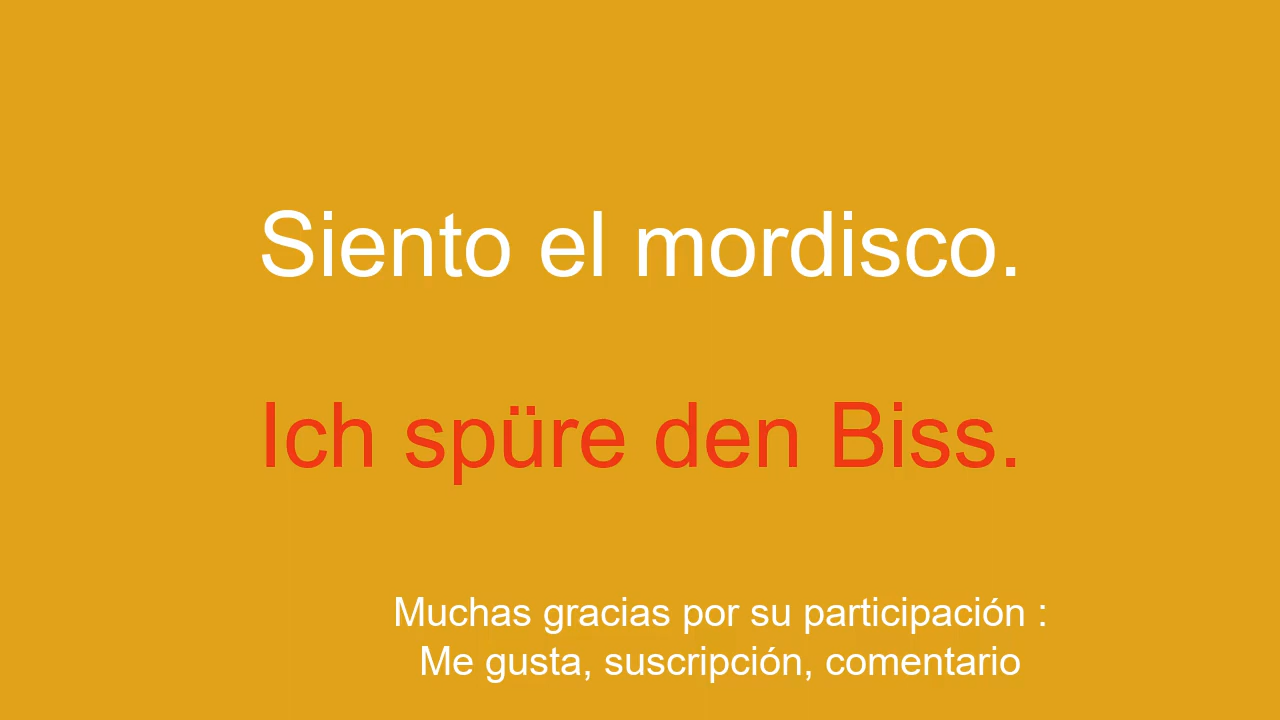 Siento el mordisco.
Ich spüre den Biss.
Muchas gracias por su participación :
Me gusta, suscripción, comentario